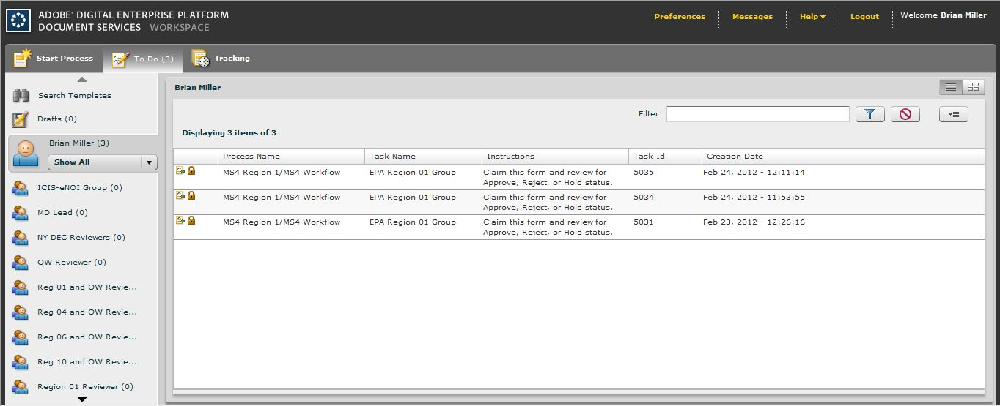 ADOBE® DIGITAL ENTERPRISE PLATFORM
DOCUMENT SERVICES WORKSPACE
Preferences
Messages
Help
Logout
Welcome Brian Miller
Start Process
To Do (3)
Tracking
Search Templates
Drafts (0)
Brian Miller (3)
Show All
ICIS-eNOI Group (0)
MD Lead (0)
NY DEC Reviewers (0)
OW Reviewer (0)
Reg 01 and OW Revie...
Reg 04 and OW Revie...
Reg 06 and OW Revie...
Reg 10 and OW Revie...
Region 01 Reviewer (0)
Brian Miller
Filter
Displaying 3 items of 3
Process Name Task Name Instructions Task Id Creation Date
MS4 Region 1/MS4 Workflow EPA Region 01 Group Claim this form and review for 5035 Feb 24, 2012 - 12:11:14
Approve, Reject, or Hold status.
MS4 Region 1/MS4 Workflow EPA Region 01 Group Claim this form and review for 5034 Feb 24, 2012 - 11:53:55
Approve, Reject, or Hold status.
MS4 Region 1/MS4 Workflow EPA Region 01 Group Claim this form and review for 5031 Feb 23, 2012 - 12:26:16
Approve, Reject, or Hold status.